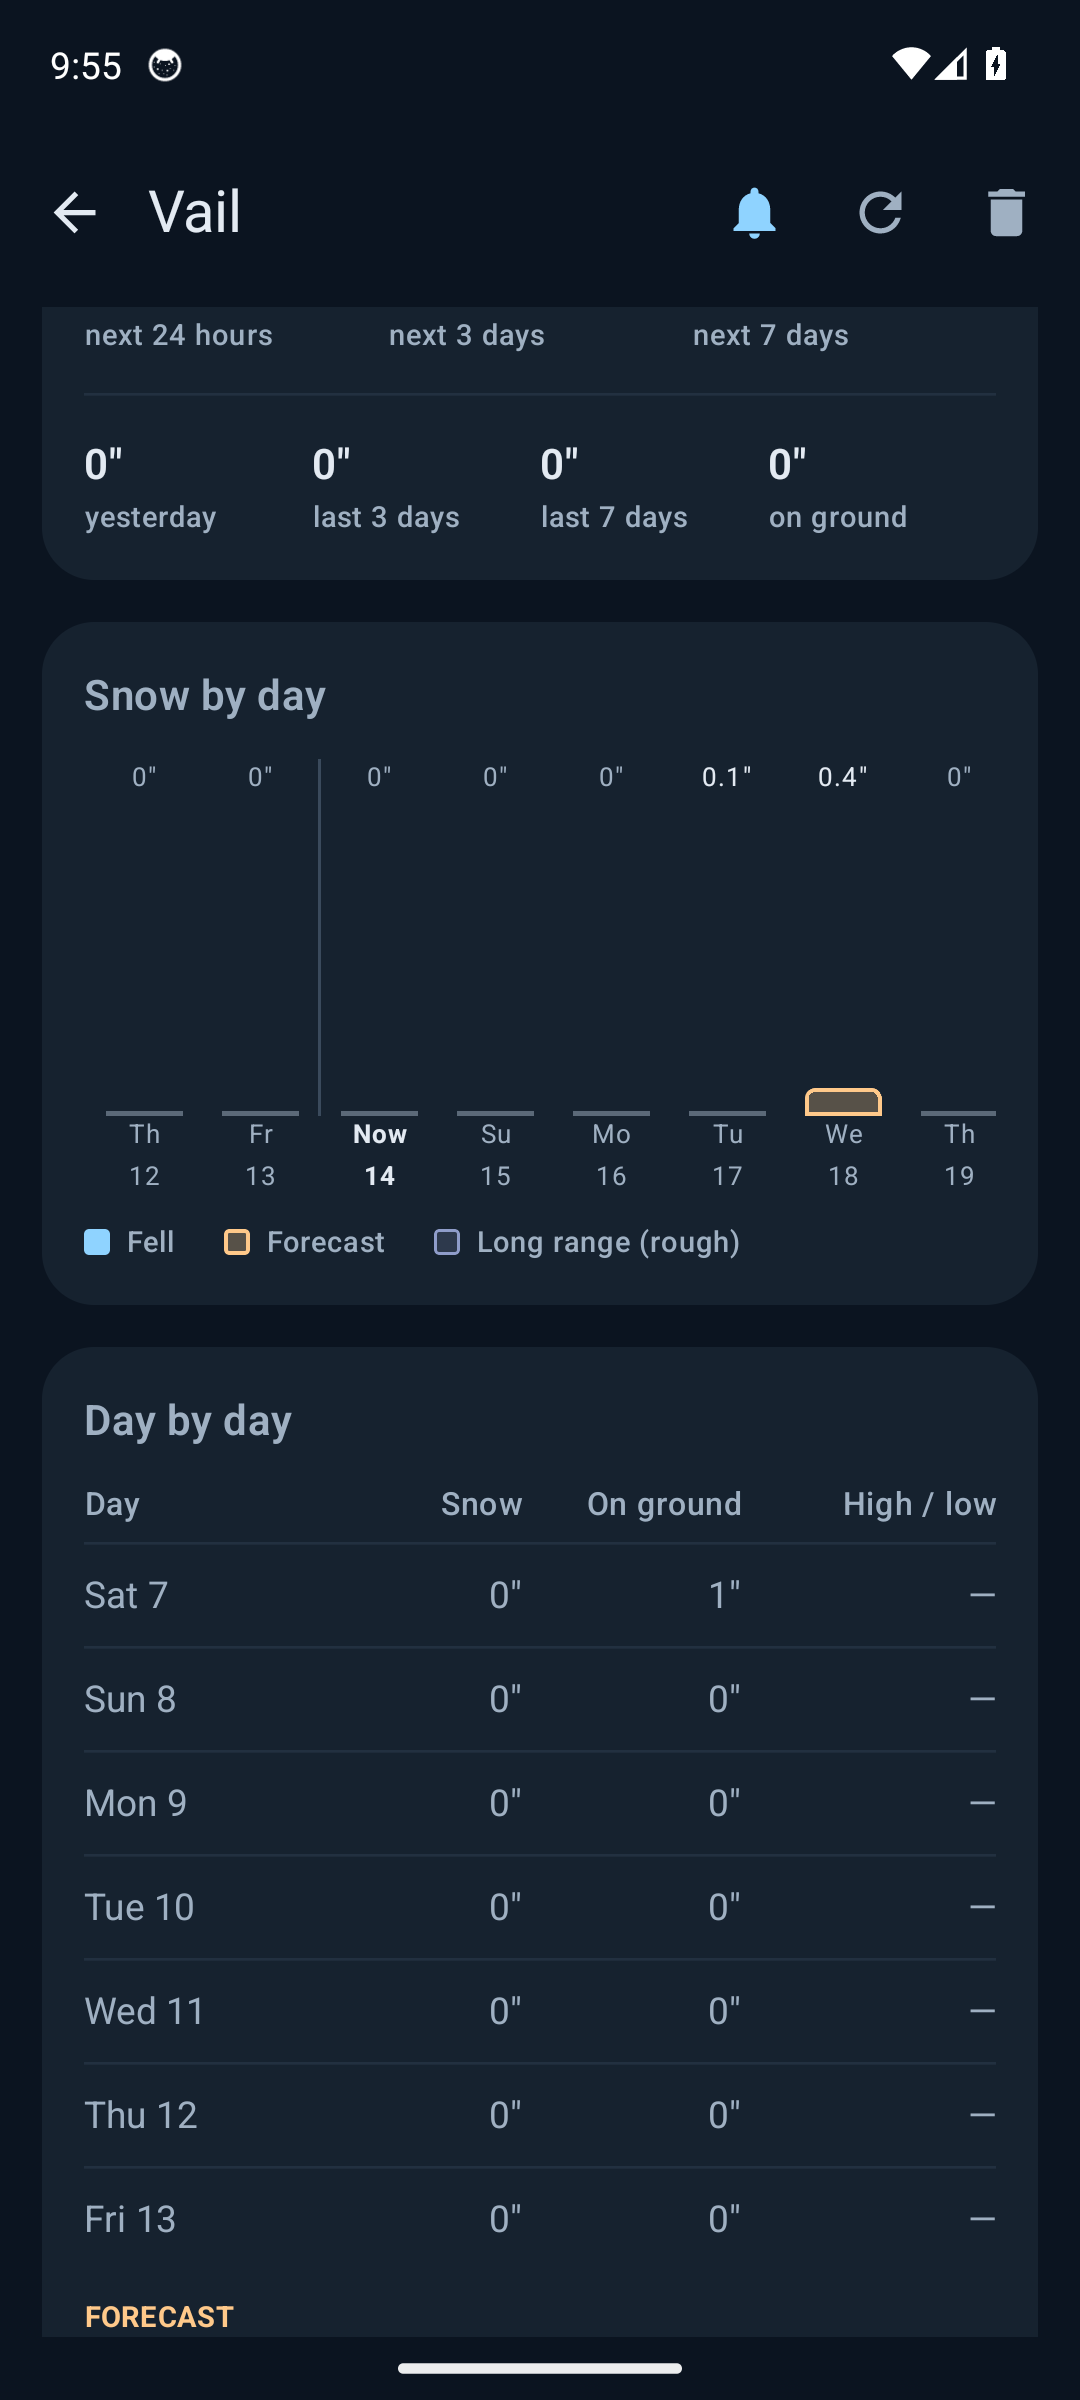 9:55
Vail
next 24 hours next 3 days next 7 days
0" 0" 0" 0"
yesterday last 3 days last 7 days on ground
Snow by day
0" 0" 0" 0" 0" 0.1" 0.4" 0"
Th Fr Now Su Mo Tu We Th
12 13 14 15 16 17 18 19
Fell Forecast Long range (rough)
Day by day
Day Snow On ground High / low
Sat 7 0" 1" —
Sun 8 0" 0" —
Mon 9 0" 0" —
Tue 10 0" 0" —
Wed 11 0" 0" —
Thu 12 0" 0" —
Fri 13 0" 0" —
FORECAST